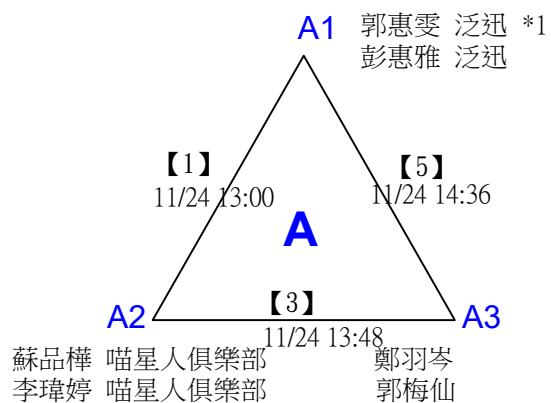 A1 郭惠雯 泛迅 *1
彭惠雅 泛迅
【1】
11/24 13:00
【5】
11/24 14:36
A
A2
【3】
11/24 13:48
A3
蘇品樺 喵星人俱樂部
李瑋婷 喵星人俱樂部
鄭羽岑
郭梅仙